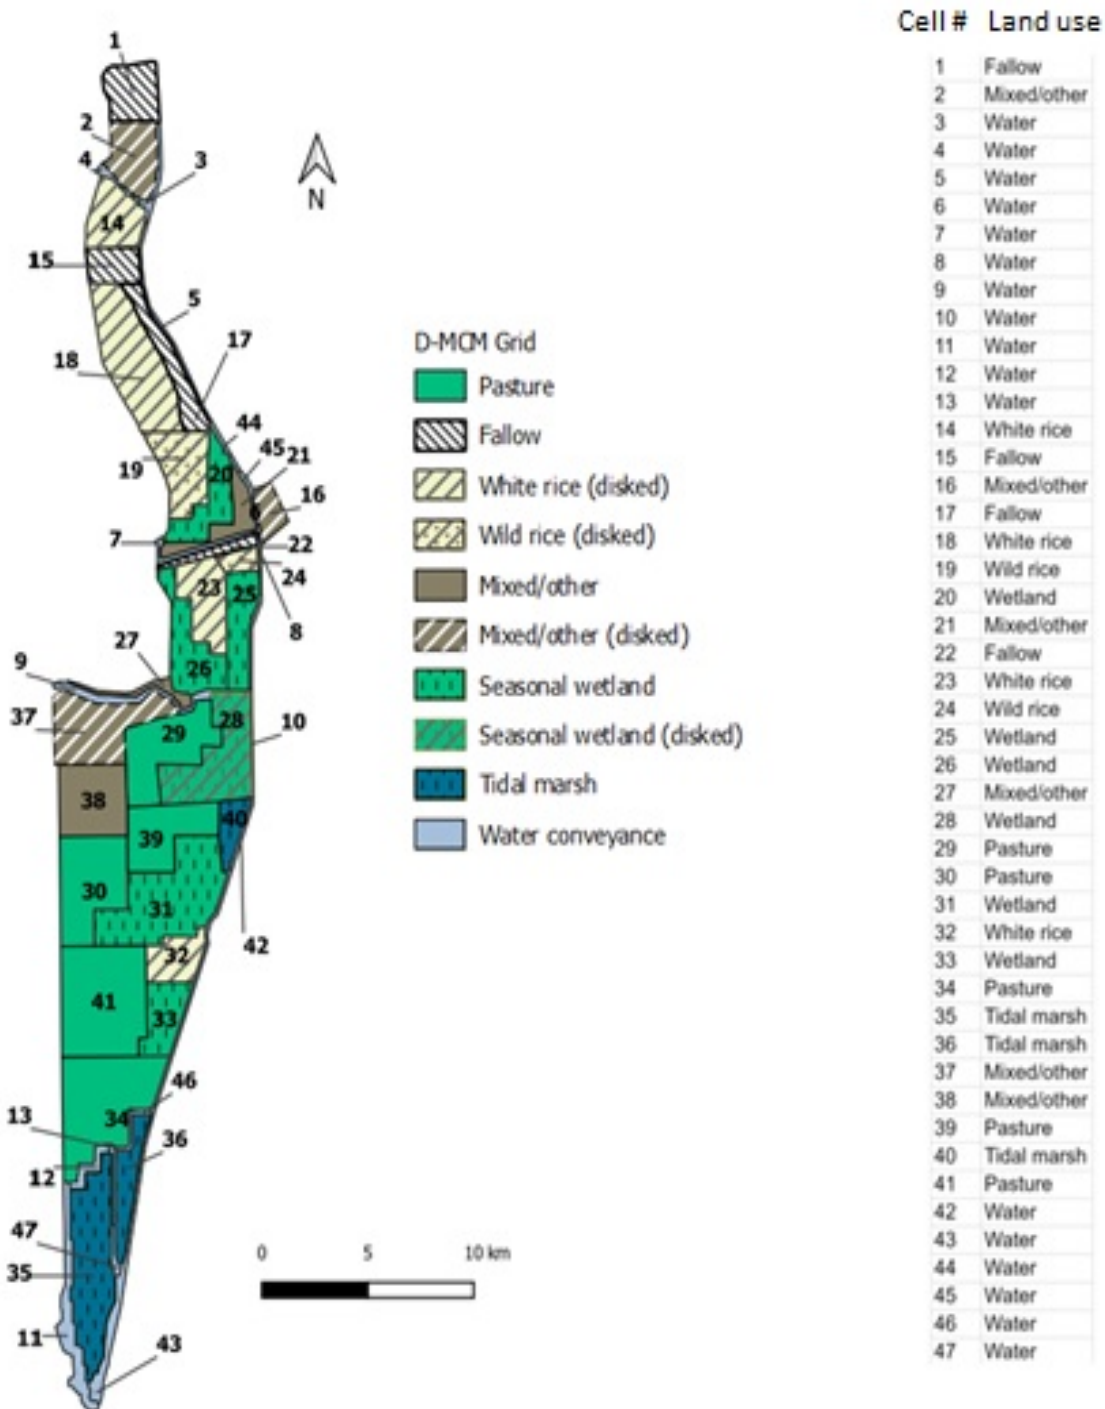 Cell # Land use
1 Fallow
2 Mixed/other
3 Water
4 Water
5 Water
6 Water
7 Water
8 Water
9 Water
10 Water
11 Water
12 Water
13 Water
14 White rice
15 Fallow
16 Mixed/other
17 Fallow
18 White rice
19 Wild rice
20 Wetland
21 Mixed/other
22 Fallow
23 White rice
24 Wild rice
25 Wetland
26 Wetland
27 Mixed/other
28 Wetland
29 Pasture
30 Pasture
31 Wetland
32 White rice
33 Wetland
34 Pasture
35 Tidal marsh
36 Tidal marsh
37 Mixed/other
38 Mixed/other
39 Pasture
40 Tidal marsh
41 Pasture
42 Water
43 Water
44 Water
45 Water
46 Water
47 Water
1
2
4
3
N
14
15
5
17
18
44
45
21
19
20
16
6
7
22
24
23
25
8
27
26
9
37
28
10
29
38
40
39
30
31
42
32
41
33
46
13
34
36
12
47
35
11
43
D-MCM Grid
Pasture
Fallow
White rice (disked)
Wild rice (disked)
Mixed/other
Mixed/other (disked)
Seasonal wetland
Seasonal wetland (disked)
Tidal marsh
Water conveyance
0 5 10 km